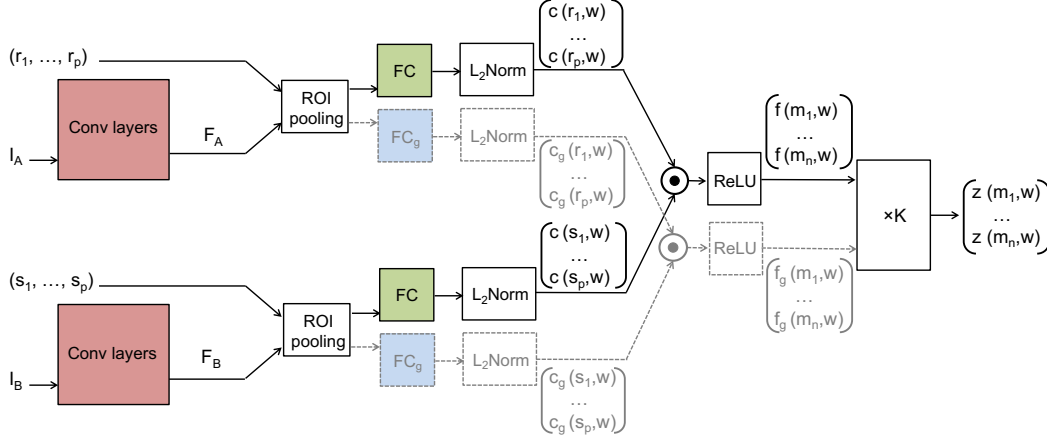 (r₁, …, rₚ)
Conv layers
I_A
F_A
ROI
pooling
FC
L₂Norm
c (r₁,w)
…
c (rₚ,w)
FC_g
L₂Norm
c_g (r₁,w)
…
c_g (rₚ,w)
ReLU
f (m₁,w)
…
f (mₙ,w)
×K
z (m₁,w)
…
z (mₙ,w)
ReLU
f_g (m₁,w)
…
f_g (mₙ,w)
(s₁, …, sₚ)
Conv layers
I_B
F_B
ROI
pooling
FC
L₂Norm
c (s₁,w)
…
c (sₚ,w)
FC_g
L₂Norm
c_g (s₁,w)
…
c_g (sₚ,w)